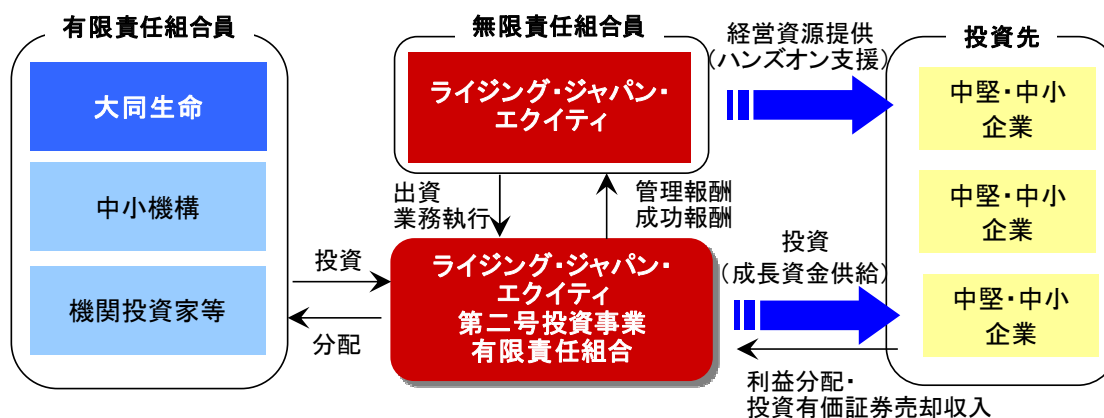 有限責任組合員
大同生命
中小機構
機関投資家等
無限責任組合員
ライジング・ジャパン・
エクイティ
出資
業務執行
管理報酬
成功報酬
投資
分配
ライジング・ジャパン・
エクイティ
第二号投資事業
有限責任組合
経営資源提供
(ハンズオン支援)
投資
(成長資金供給)
利益分配・
投資有価証券売却収入
投資先
中堅・中小
企業
中堅・中小
企業
中堅・中小
企業